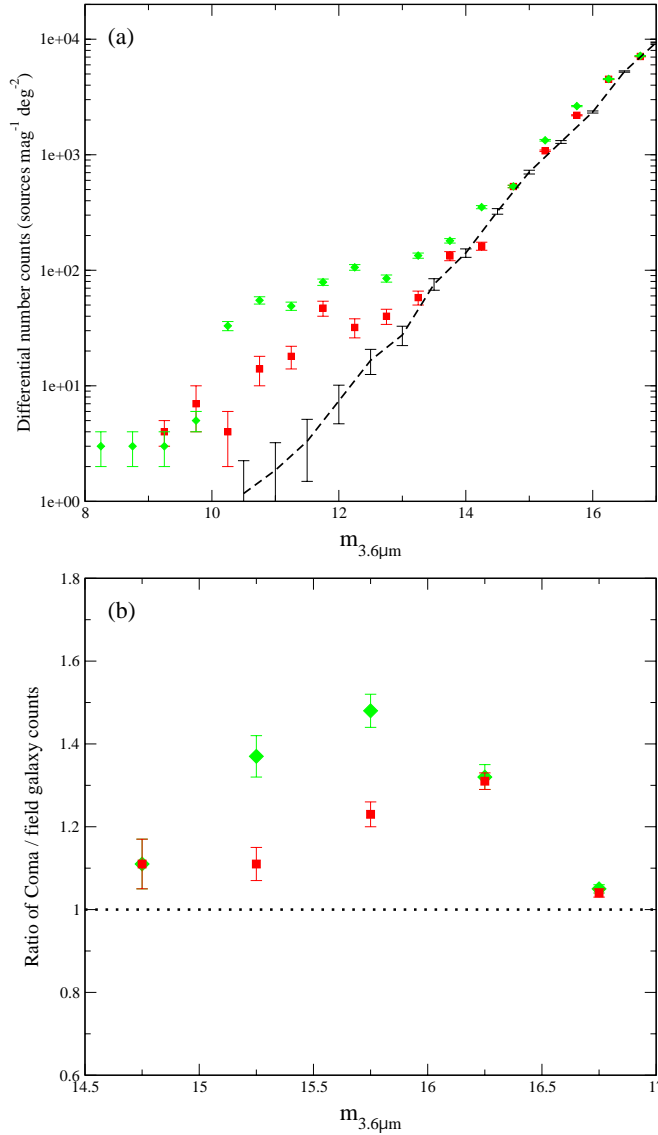 (a)
Differential number counts (sources mag⁻¹ deg⁻²)
1e+04
1e+03
1e+02
1e+01
1e+00
8 10 12 14 16
m3.6μm
(b)
Ratio of Coma / field galaxy counts
1.8
1.6
1.4
1.2
1
0.8
0.6
14.5 15 15.5 16 16.5 17
m3.6μm